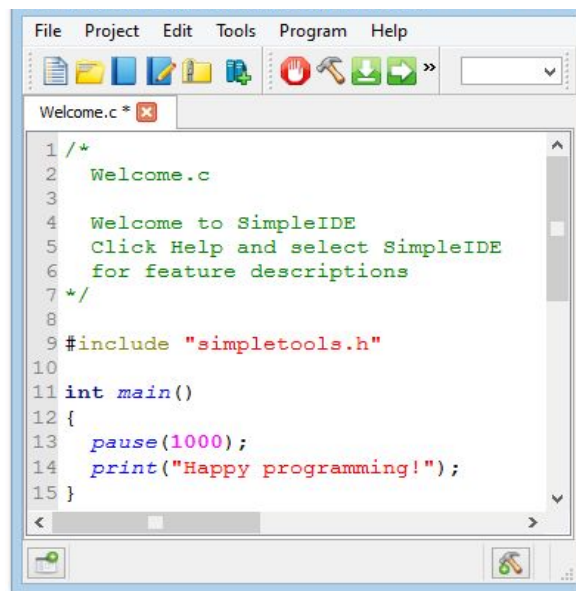 File Project Edit Tools Program Help
»
Welcome.c *
1 /*
2 Welcome.c
3
4 Welcome to SimpleIDE
5 Click Help and select SimpleIDE
6 for feature descriptions
7 */
8
9 #include "simpletools.h"
10
11 int main()
12 {
13 pause(1000);
14 print("Happy programming!");
15 }